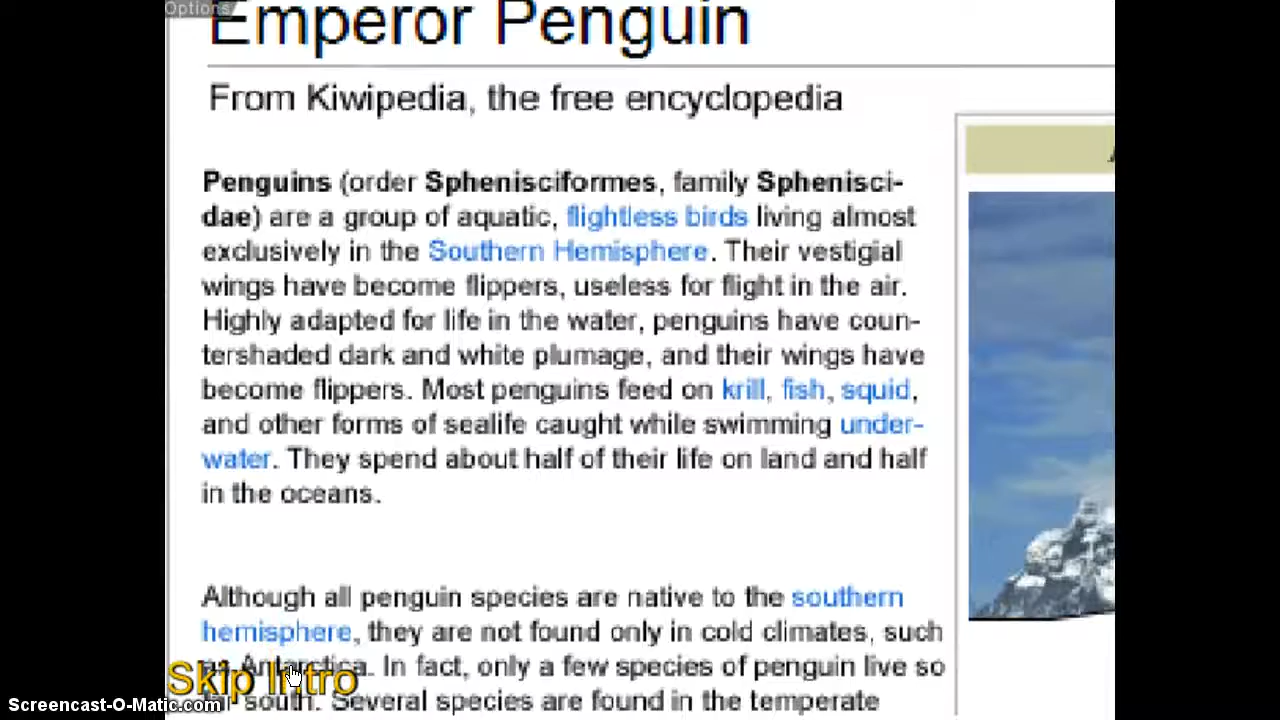 Options
Emperor Penguin
From Kiwipedia, the free encyclopedia
Penguins (order Sphenisciformes, family Sphenisci-
dae) are a group of aquatic, flightless birds living almost
exclusively in the Southern Hemisphere. Their vestigial
wings have become flippers, useless for flight in the air.
Highly adapted for life in the water, penguins have coun-
tershaded dark and white plumage, and their wings have
become flippers. Most penguins feed on krill, fish, squid,
and other forms of sealife caught while swimming under-
water. They spend about half of their life on land and half
in the oceans.
Although all penguin species are native to the southern
hemisphere, they are not found only in cold climates, such
as Antarctica. In fact, only a few species of penguin live so
far south. Several species are found in the temperate
Skip Intro
Screencast-O-Matic.com